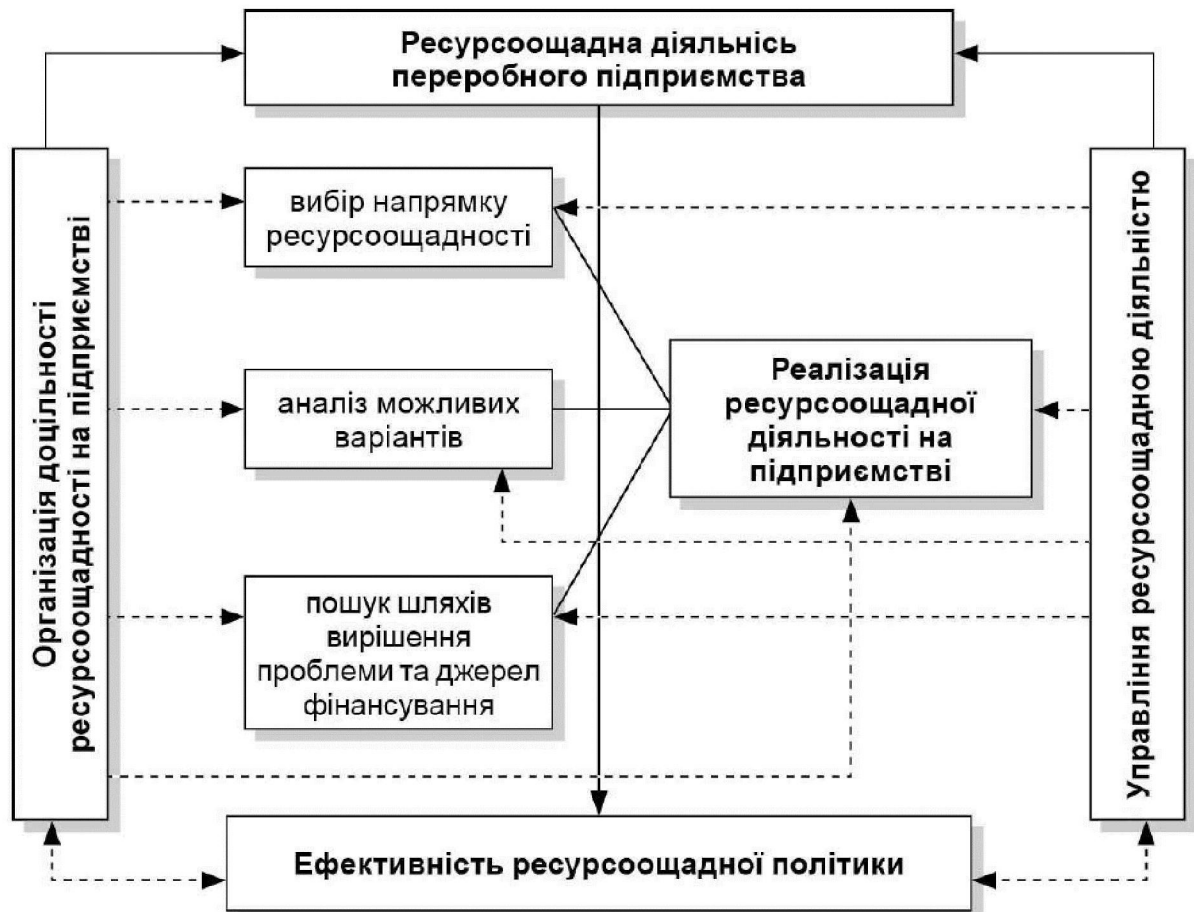 Ресурсоощадна діяльнісь
переробного підприємства
Організація доцільності
ресурсоощадності на підприємстві
вибір напрямку
ресурсоощадності
аналіз можливих
варіантів
пошук шляхів
вирішення
проблеми та джерел
фінансування
Реалізація
ресурсоощадної
діяльності на
підприємстві
Управління ресурсоощадною діяльністю
Ефективність ресурсоощадної політики